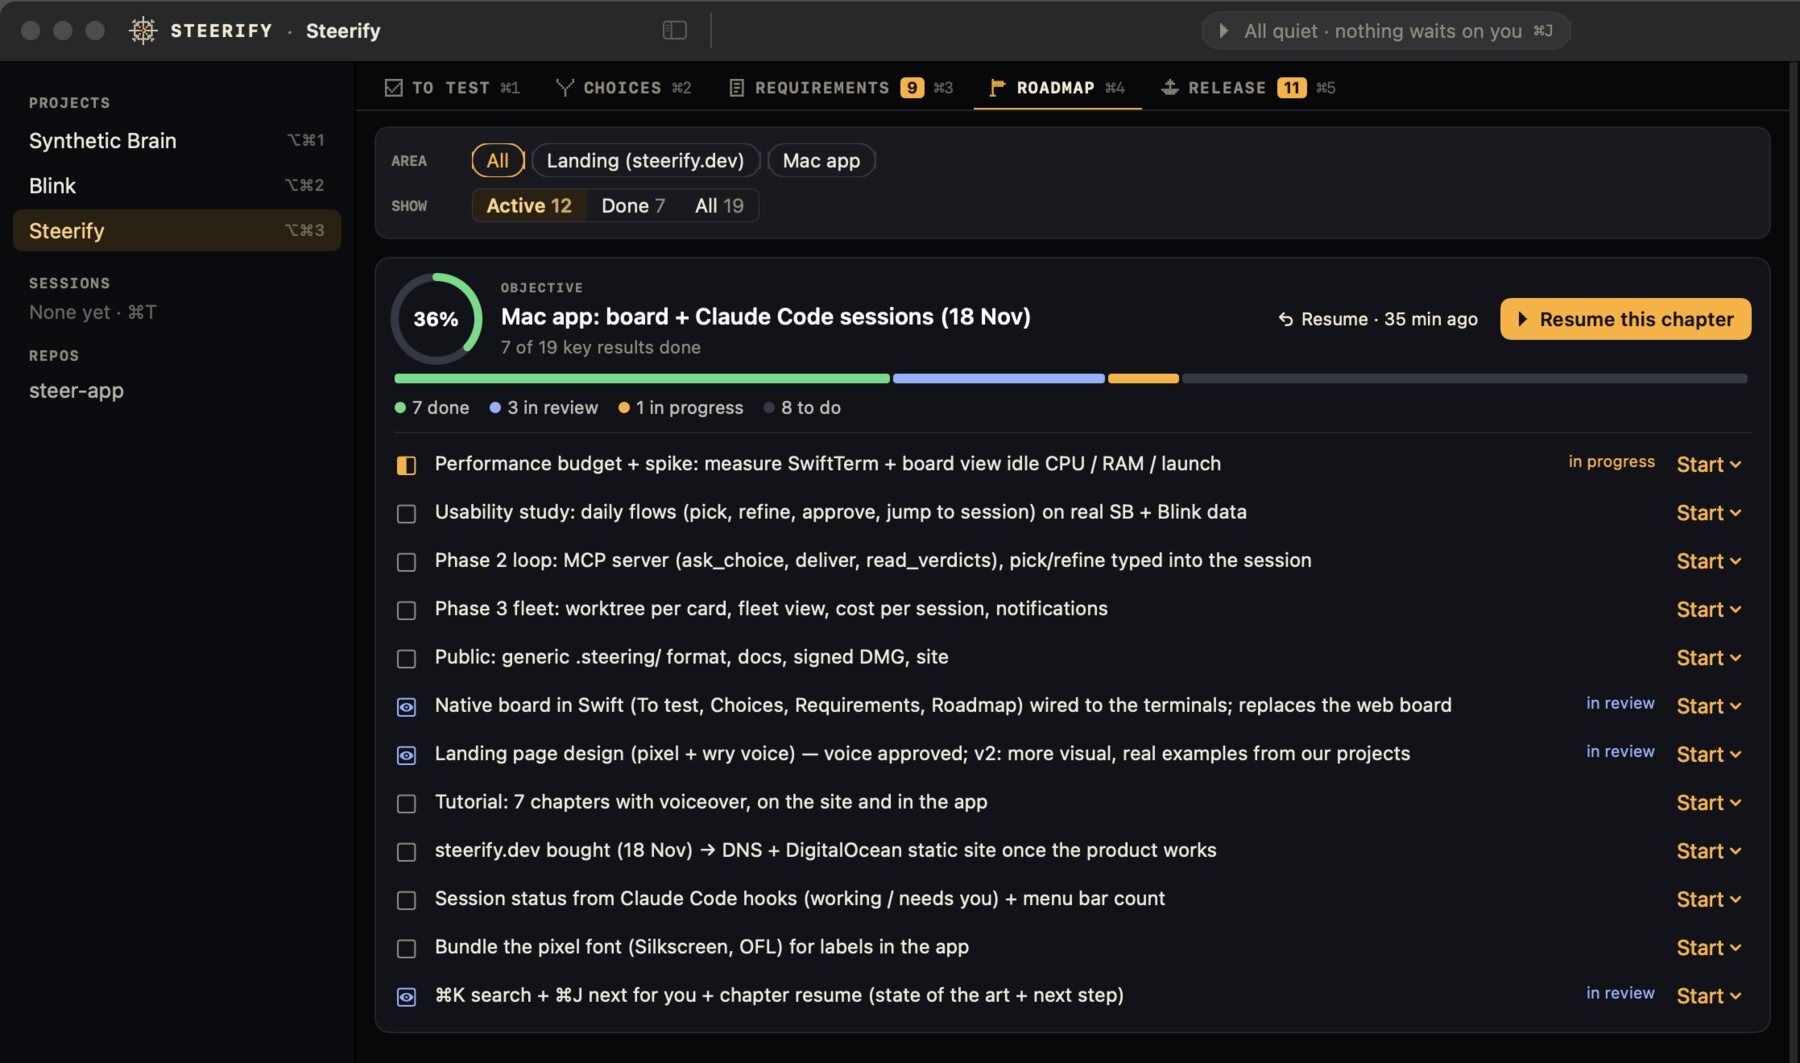 STEERIFY · Steerify
All quiet · nothing waits on you ⌘J
PROJECTS
Synthetic Brain ⌥⌘1
Blink ⌥⌘2
Steerify ⌥⌘3
SESSIONS
None yet · ⌘T
REPOS
steer-app
TO TEST ⌘1 CHOICES ⌘2 REQUIREMENTS 9 ⌘3 ROADMAP ⌘4 RELEASE 11 ⌘5
AREA All Landing (steerify.dev) Mac app
SHOW Active 12 Done 7 All 19
36%
OBJECTIVE
Mac app: board + Claude Code sessions (18 Nov)
7 of 19 key results done
Resume · 35 min ago Resume this chapter
7 done 3 in review 1 in progress 8 to do
Performance budget + spike: measure SwiftTerm + board view idle CPU / RAM / launch in progress Start
Usability study: daily flows (pick, refine, approve, jump to session) on real SB + Blink data Start
Phase 2 loop: MCP server (ask_choice, deliver, read_verdicts), pick/refine typed into the session Start
Phase 3 fleet: worktree per card, fleet view, cost per session, notifications Start
Public: generic .steering/ format, docs, signed DMG, site Start
Native board in Swift (To test, Choices, Requirements, Roadmap) wired to the terminals; replaces the web board in review Start
Landing page design (pixel + wry voice) — voice approved; v2: more visual, real examples from our projects in review Start
Tutorial: 7 chapters with voiceover, on the site and in the app Start
steerify.dev bought (18 Nov) → DNS + DigitalOcean static site once the product works Start
Session status from Claude Code hooks (working / needs you) + menu bar count Start
Bundle the pixel font (Silkscreen, OFL) for labels in the app Start
⌘K search + ⌘J next for you + chapter resume (state of the art + next step) in review Start